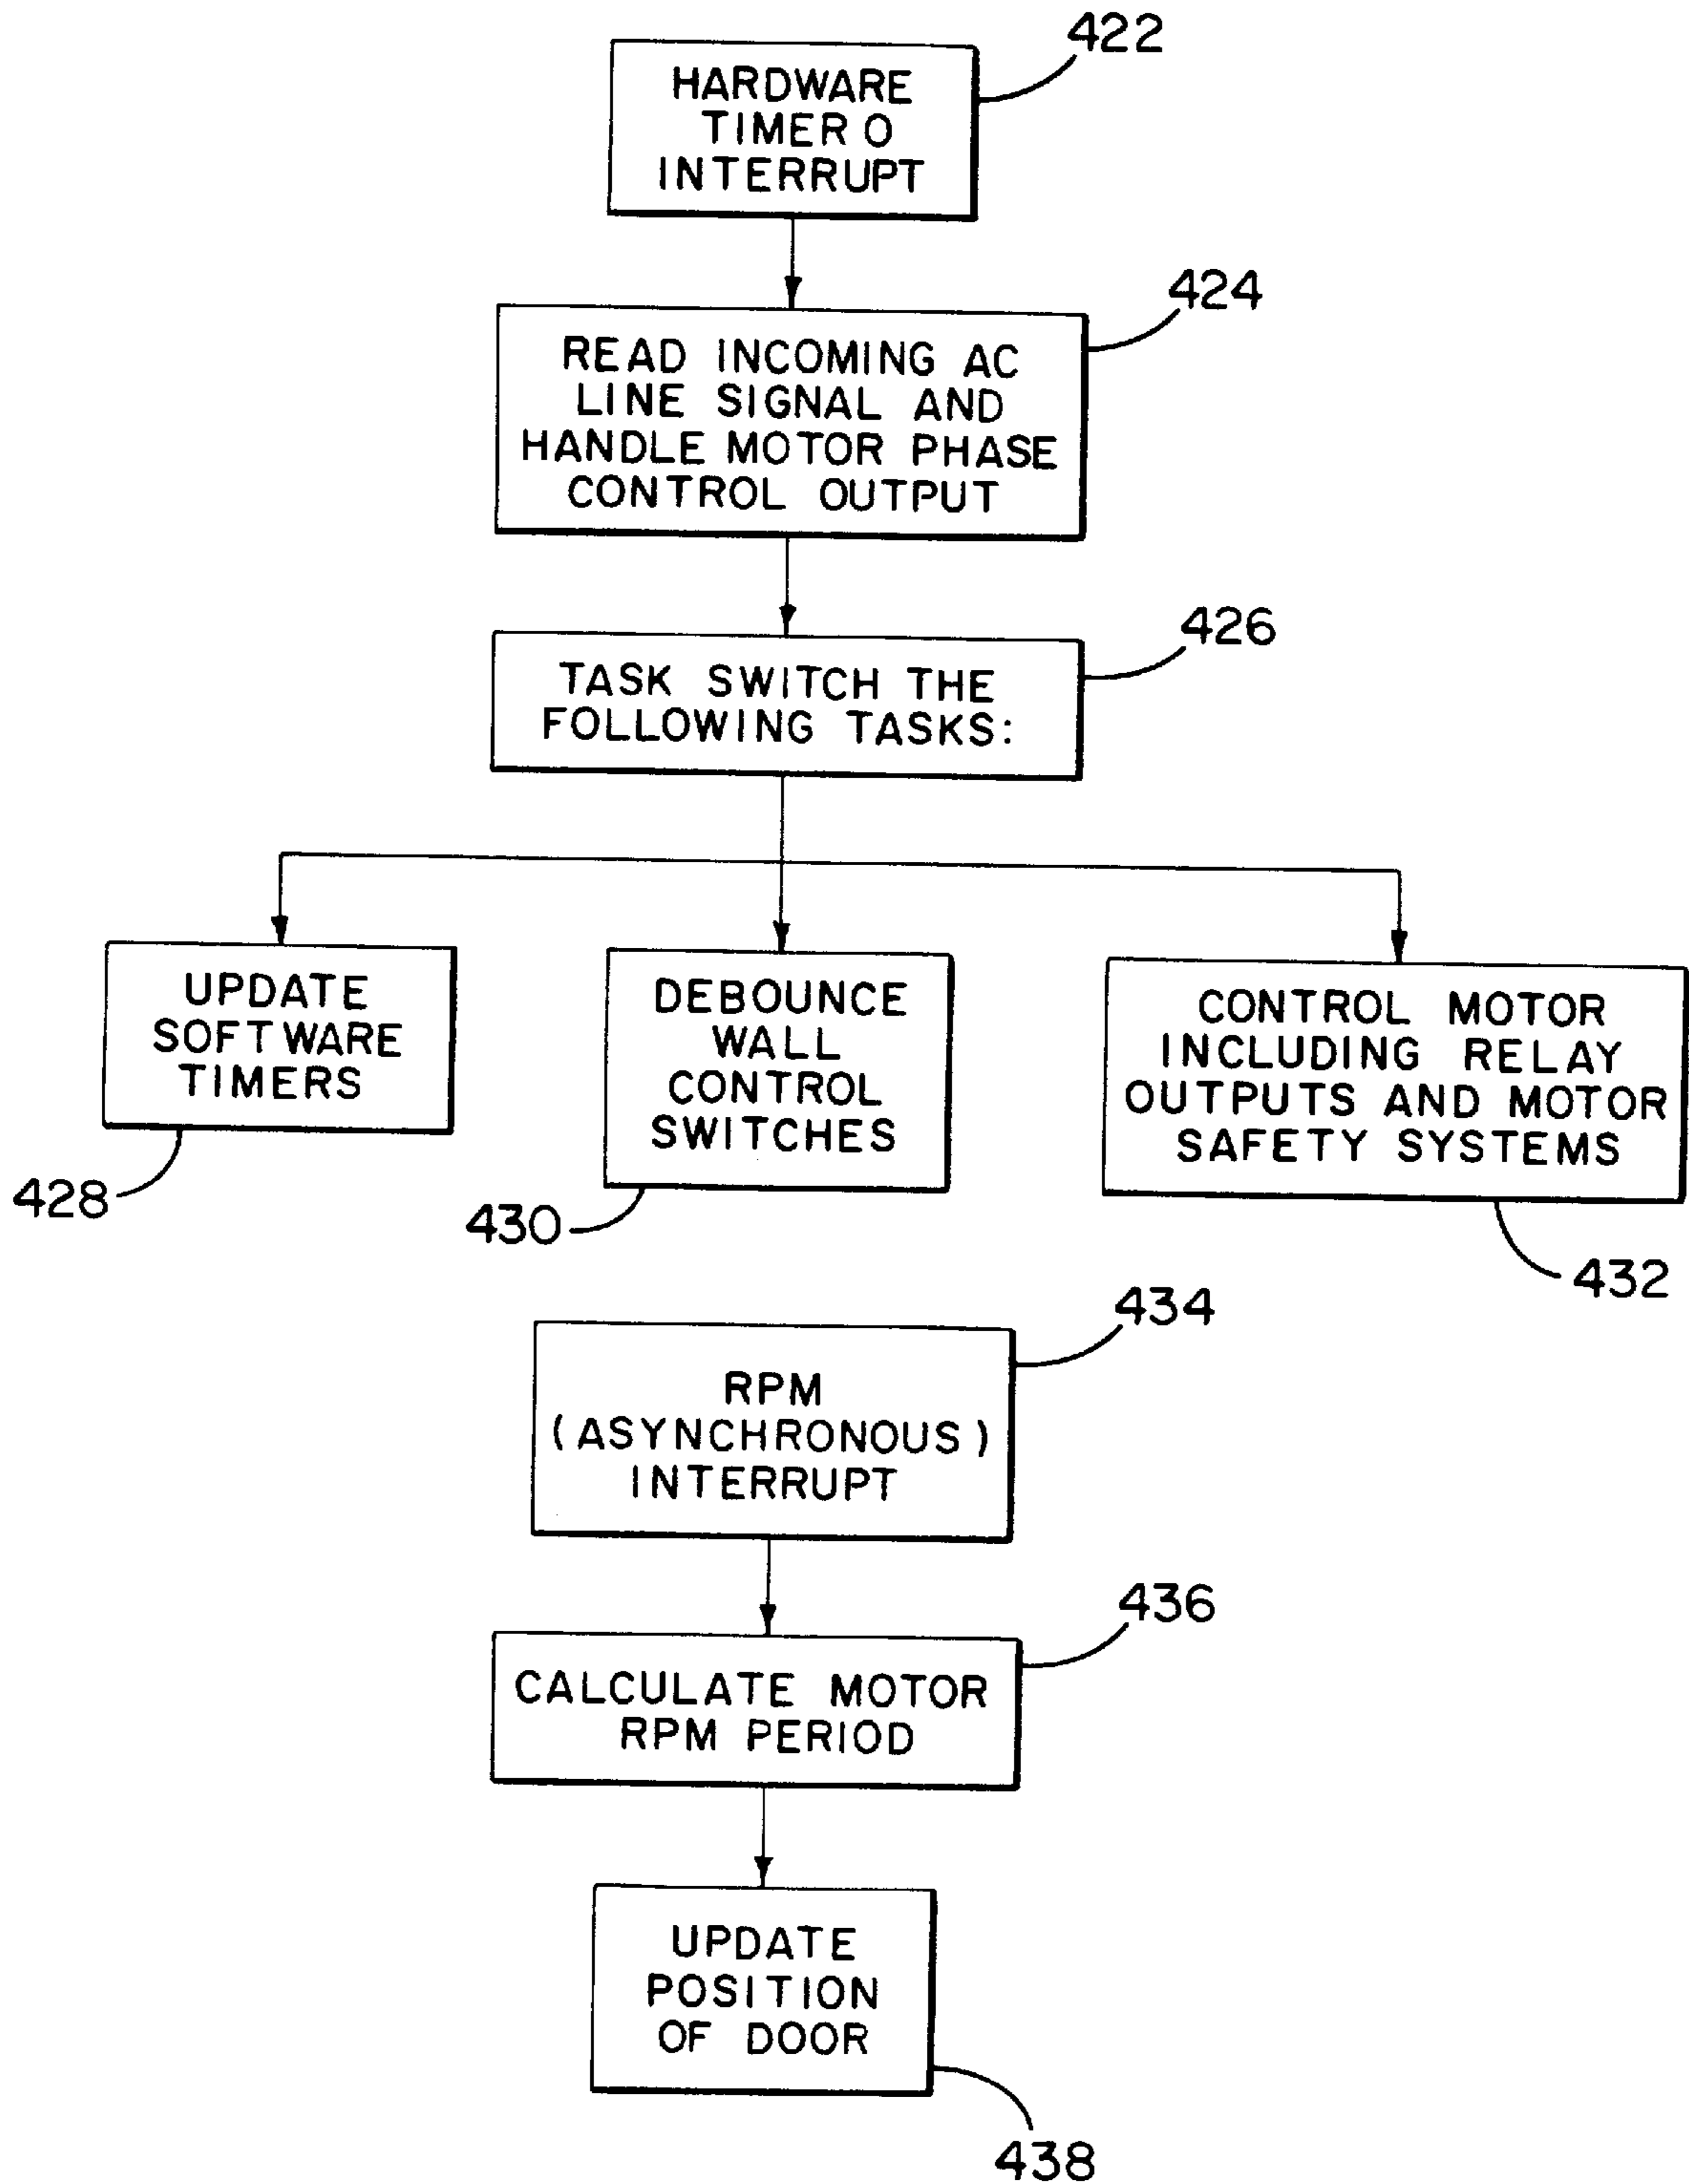 422
HARDWARE
TIMER 0
INTERRUPT
424
READ INCOMING AC
LINE SIGNAL AND
HANDLE MOTOR PHASE
CONTROL OUTPUT
426
TASK SWITCH THE
FOLLOWING TASKS:
UPDATE
SOFTWARE
TIMERS
428
DEBOUNCE
WALL
CONTROL
SWITCHES
430
CONTROL MOTOR
INCLUDING RELAY
OUTPUTS AND MOTOR
SAFETY SYSTEMS
432
434
RPM
(ASYNCHRONOUS)
INTERRUPT
436
CALCULATE MOTOR
RPM PERIOD
UPDATE
POSITION
OF DOOR
438